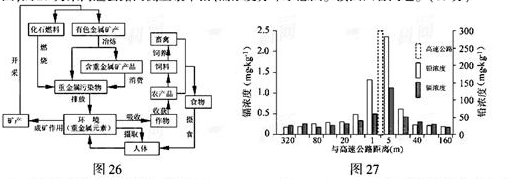 化石燃料
有色金属矿产
冶炼
开采
燃烧
含重金属矿产品
消费
重金属污染物
排放
矿产
成矿作用
环境
(重金属元素)
吸收
作物
收获
农产品
饲料
饲养
畜禽
食物
摄食
摄取
人体
图26
镉浓度(mg·kg⁻¹)
2.5
2.0
1.5
1.0
0.5
0.0
高速公路
铅浓度
镉浓度
300
250
200
150
100
50
0
铅浓度(mg·kg⁻¹)
320 80 20 1 5 40 160
与高速公路距离(m)
图27